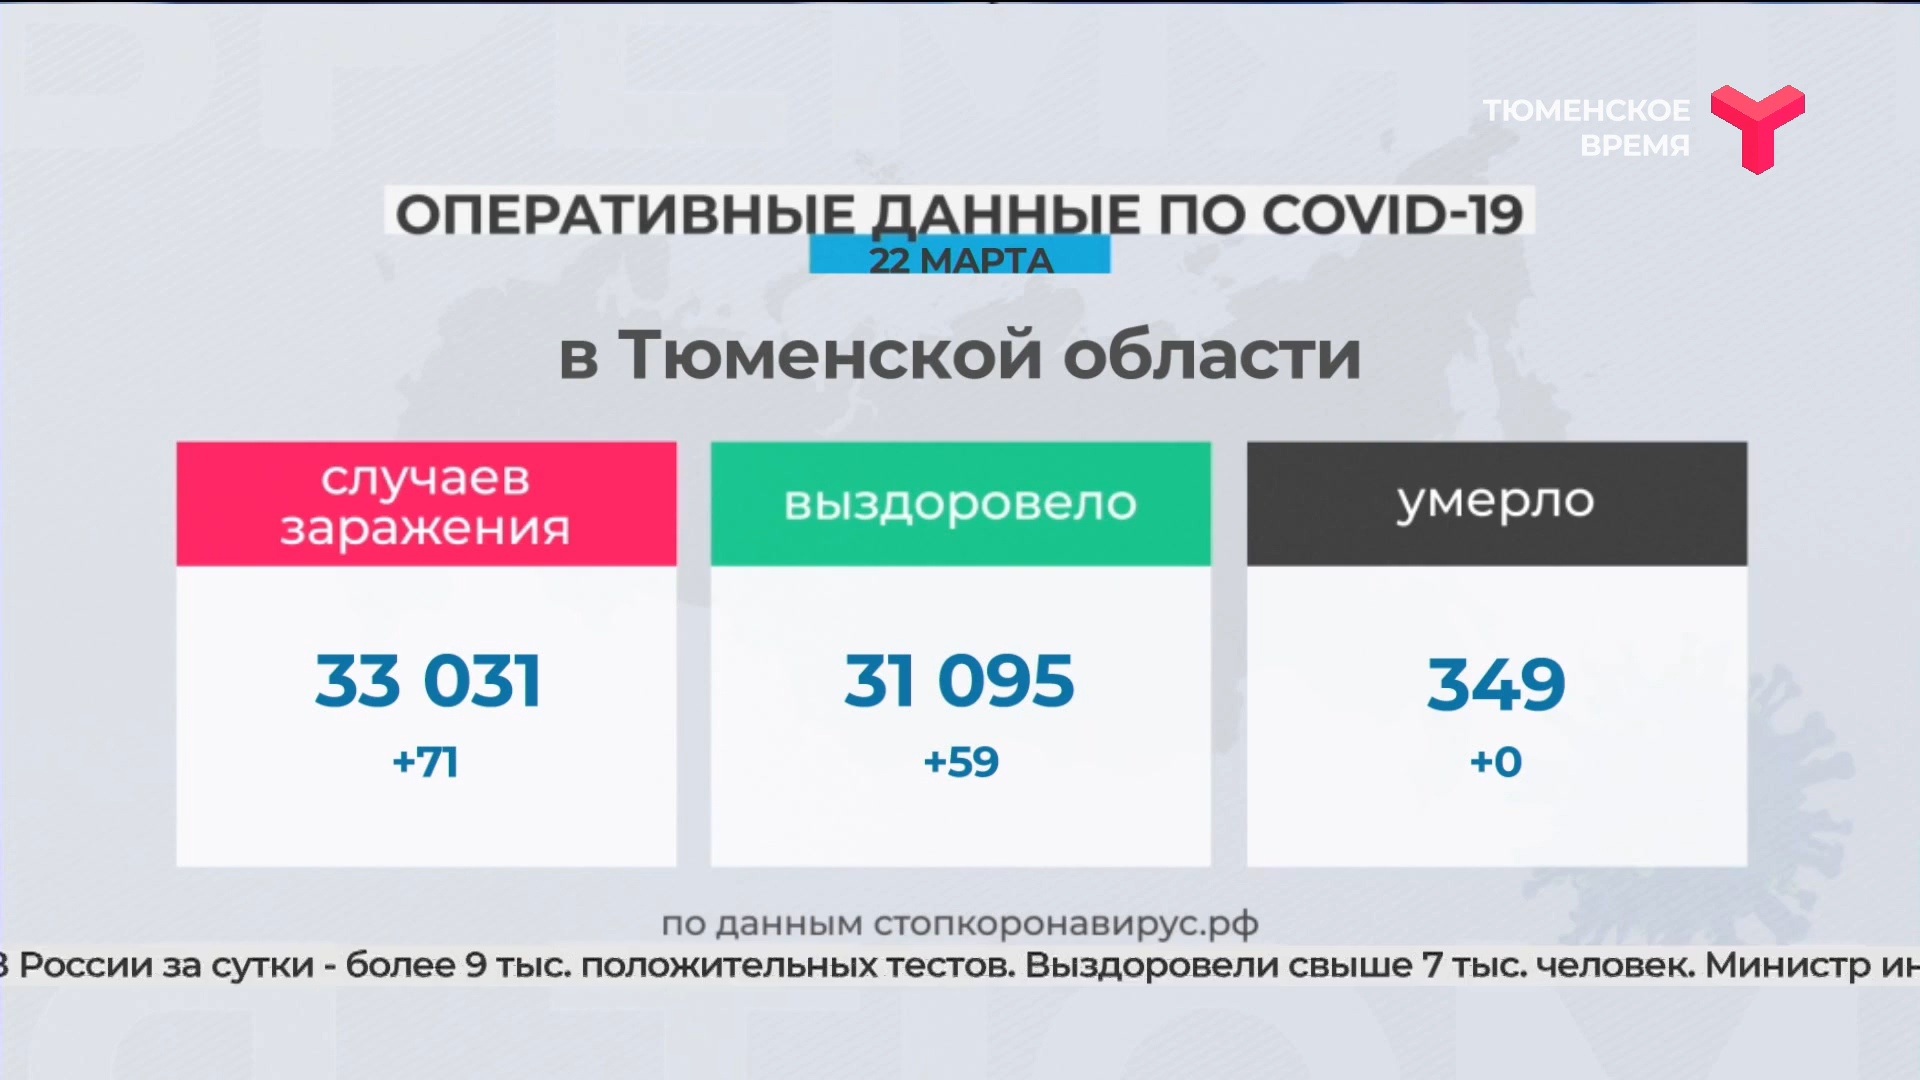 ТЮМЕНСКОЕ
ВРЕМЯ
ОПЕРАТИВНЫЕ ДАННЫЕ ПО COVID-19
22 МАРТА
в Тюменской области
случаев
заражения
33 031
+71
выздоровело
31 095
+59
умерло
349
+0
по данным стопкоронавирус.рф
В России за сутки - более 9 тыс. положительных тестов. Выздоровели свыше 7 тыс. человек. Министр ин